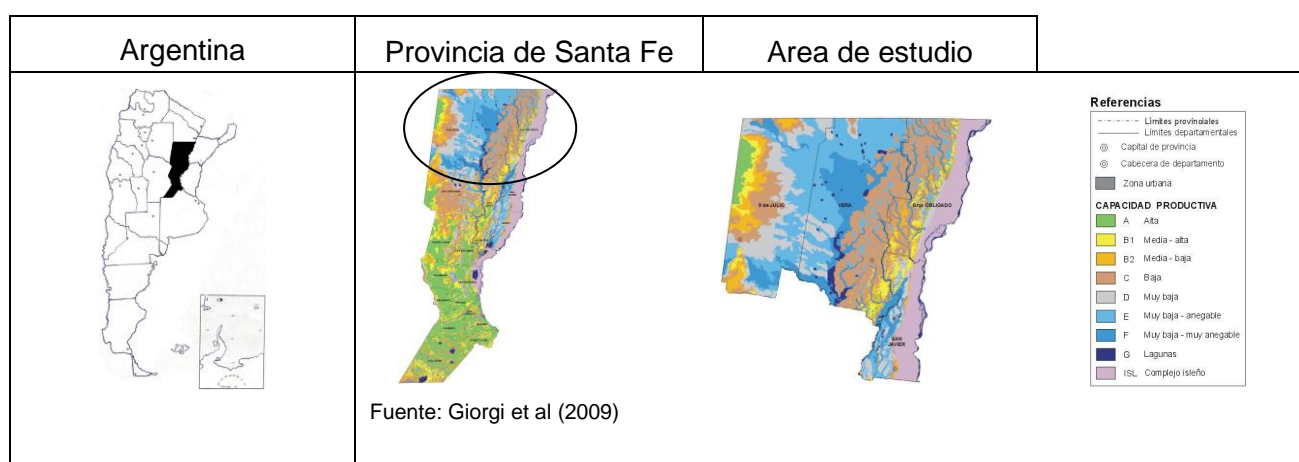 Argentina
Provincia de Santa Fe
Area de estudio
Fuente: Giorgi et al (2009)
9 de JULIO
VERA
Gral. OBLIGADO
SAN
JAVIER
Referencias
Límites provinciales
Límites departamentales
Capital de provincia
Cabecera de departamento
Zona urbana
CAPACIDAD PRODUCTIVA
A Alta
B1 Media - alta
B2 Media - baja
C Baja
D Muy baja
E Muy baja - anegable
F Muy baja - muy anegable
G Lagunas
ISL Complejo isleño